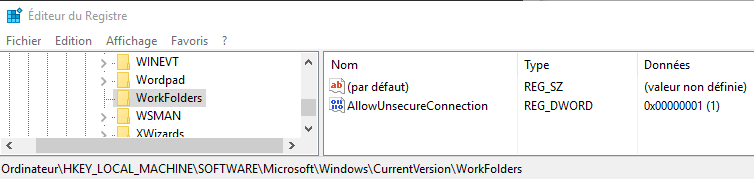 Éditeur du Registre
Fichier Edition Affichage Favoris ?
WINEVT
Wordpad
WorkFolders
WSMAN
XWizards
Nom Type Données
ab (par défaut) REG_SZ (valeur non définie)
AllowUnsecureConnection REG_DWORD 0x00000001 (1)
Ordinateur\HKEY_LOCAL_MACHINE\SOFTWARE\Microsoft\Windows\CurrentVersion\WorkFolders